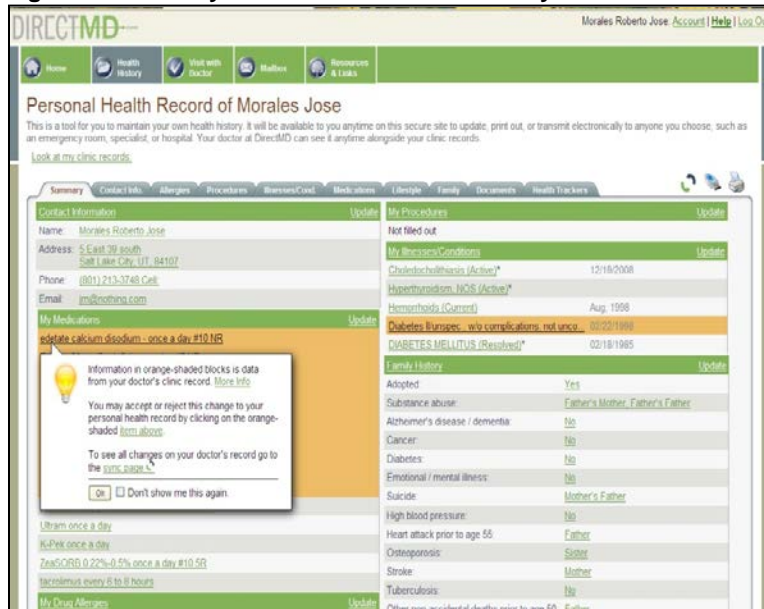 DIRECTMD
Morales Roberto Jose: Account | Help | Log Ou
Home
Health History
Visit with Doctor
Mailbox
Resources & Links
Personal Health Record of Morales Jose
This is a tool for you to maintain your own health history. It will be available to you anytime on this secure site to update, print out, or transmit electronically to anyone you choose, such as
an emergency room, specialist, or hospital. Your doctor at DirectMD can see it anytime alongside your clinic records.
Look at my clinic records.
Summary Contact Info. Allergies Procedures Illnesses/Cond. Medications Lifestyle Family Documents Health Trackers
Contact Information Update
Name: Morales Roberto Jose
Address: 5 East 39 south
Salt Lake City, UT, 84107
Phone: (801) 213-3748 Cell;
Email: jm@nothing.com
My Medications Update
edetate calcium disodium - once a day #10 NR
Information in orange-shaded blocks is data
from your doctor's clinic record. More Info
You may accept or reject this change to your
personal health record by clicking on the orange-
shaded item above.
To see all changes on your doctor's record go to
the sync page
OK Don't show me this again.
Ultram once a day
K-Pek once a day
ZeaSORB 0.22%-0.5% once a day #10 5R
tacrolimus every 6 to 8 hours
My Drug Allergies Update
My Procedures Update
Not filled out
My Illnesses/Conditions Update
Choledocholithiasis (Active)* 12/18/2008
Hyperthyroidism, NOS (Active)*
Hemorrhoids (Current) Aug, 1998
Diabetes II/unspec., w/o complications, not unco... 02/22/1998
DIABETES MELLITUS (Resolved)* 02/18/1985
Family History Update
Adopted: Yes
Substance abuse: Father's Mother, Father's Father
Alzheimer's disease / dementia: No
Cancer: No
Diabetes: No
Emotional / mental illness: No
Suicide: Mother's Father
High blood pressure: No
Heart attack prior to age 55: Father
Osteoporosis: Sister
Stroke: Mother
Tuberculosis: No
Other non-accidental deaths prior to age 50: Father